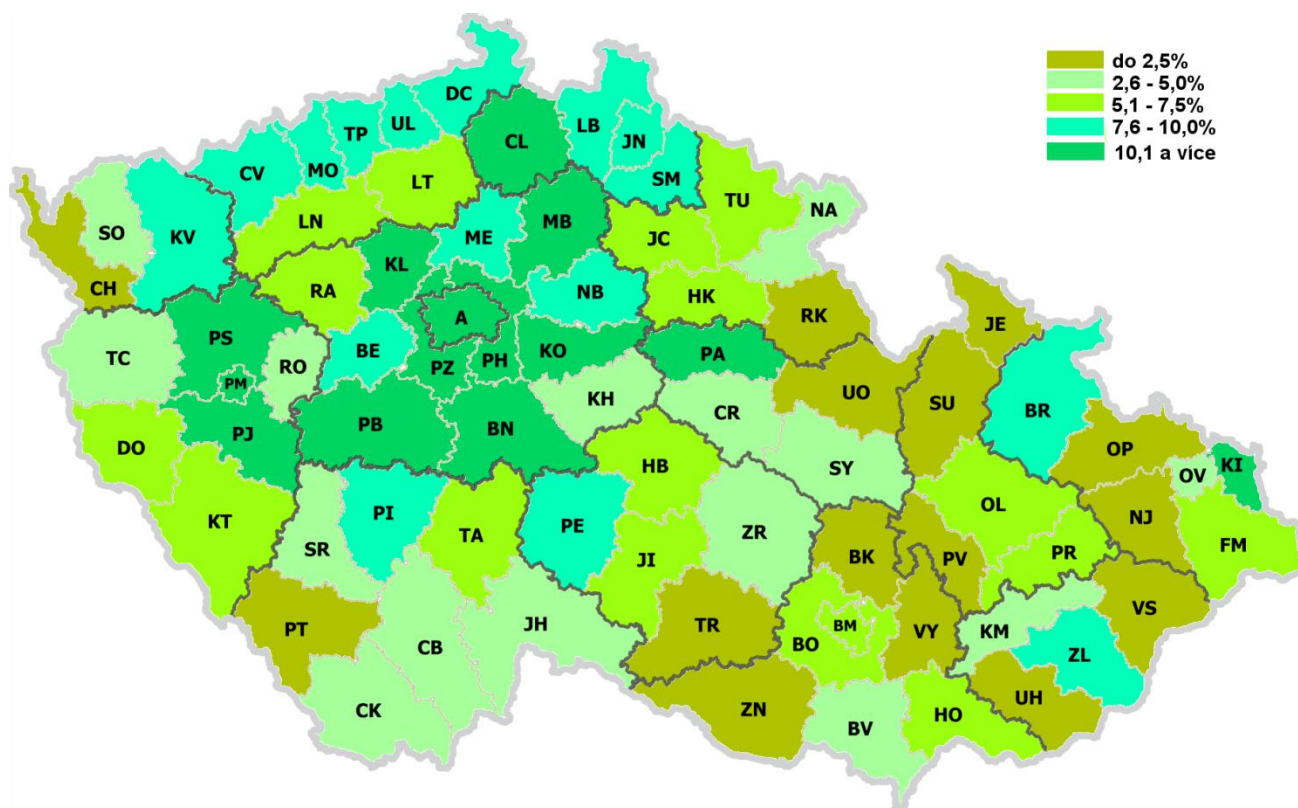 do 2,5%
2,6 - 5,0%
5,1 - 7,5%
7,6 - 10,0%
10,1 a více
DC
TP
UL
CL
LB
JN
CV
MO
LT
SM
TU
NA
SO
KV
LN
ME
MB
JC
CH
RA
KL
NB
HK
RK
JE
TC
PS
RO
BE
A
PZ
PH
KO
PA
PM
KH
CR
UO
SU
BR
DO
PJ
PB
BN
HB
SY
OP
OV
KI
KT
SR
PI
TA
PE
ZR
OL
NJ
JI
BK
PV
PR
FM
PT
CB
JH
TR
BO
BM
VY
KM
VS
ZL
CK
ZN
BV
HO
UH